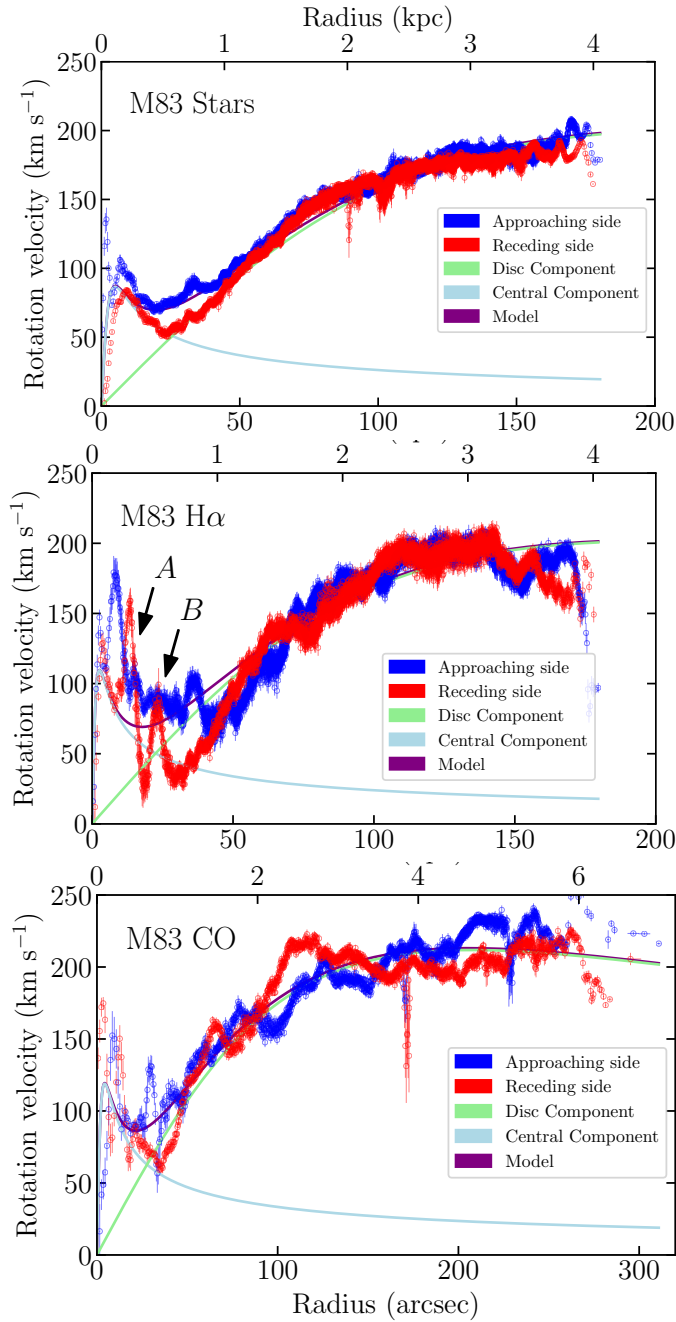 Radius (kpc)
0 1 2 3 4
250
200
150
100
50
0
Rotation velocity (km s⁻¹)
M83 Stars
Approaching side
Receding side
Disc Component
Central Component
Model
0 50 100 150 200
0 1 2 3 4
250
200
150
100
50
0
Rotation velocity (km s⁻¹)
M83 Hα
A
B
Approaching side
Receding side
Disc Component
Central Component
Model
0 50 100 150 200
0 2 4 6
250
200
150
100
50
0
Rotation velocity (km s⁻¹)
M83 CO
Approaching side
Receding side
Disc Component
Central Component
Model
0 100 200 300
Radius (arcsec)